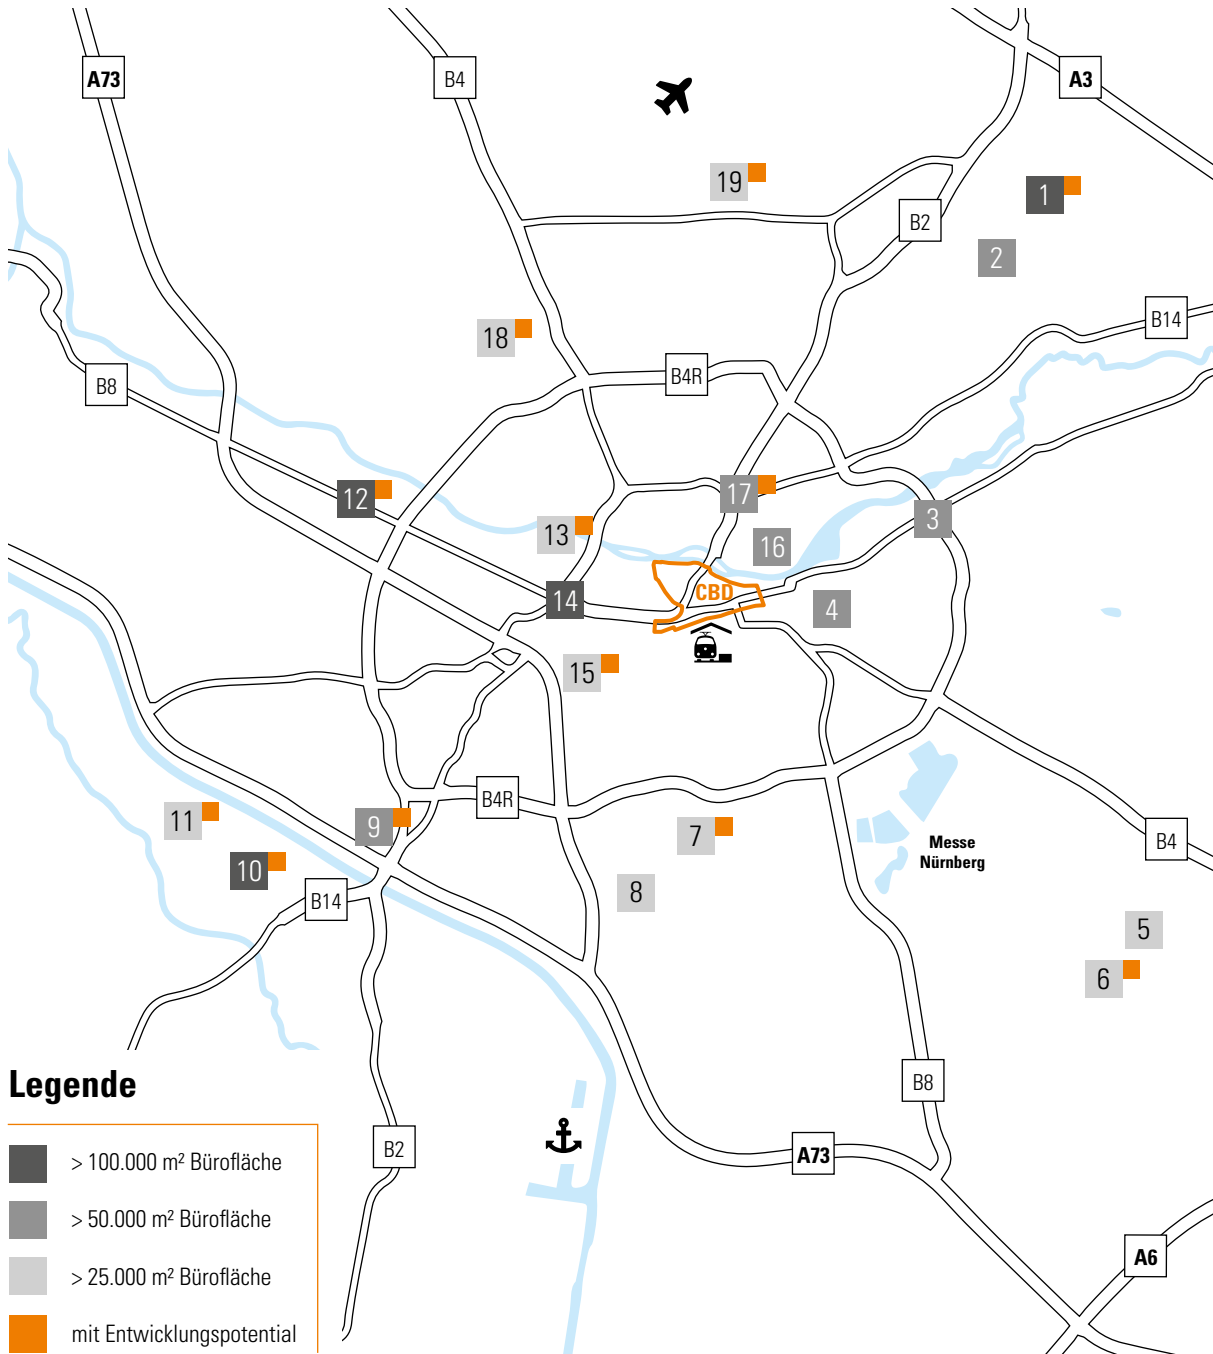 A73
B4
A3
19
1
B2
2
B14
18
B4R
B8
12
17
3
13
16
CBD
14
4
15
11
9
B4R
7
Messe
Nürnberg
B4
10
B14
8
5
6
B8
B2
A73
A6
Legende
> 100.000 m² Bürofläche
> 50.000 m² Bürofläche
> 25.000 m² Bürofläche
mit Entwicklungspotential